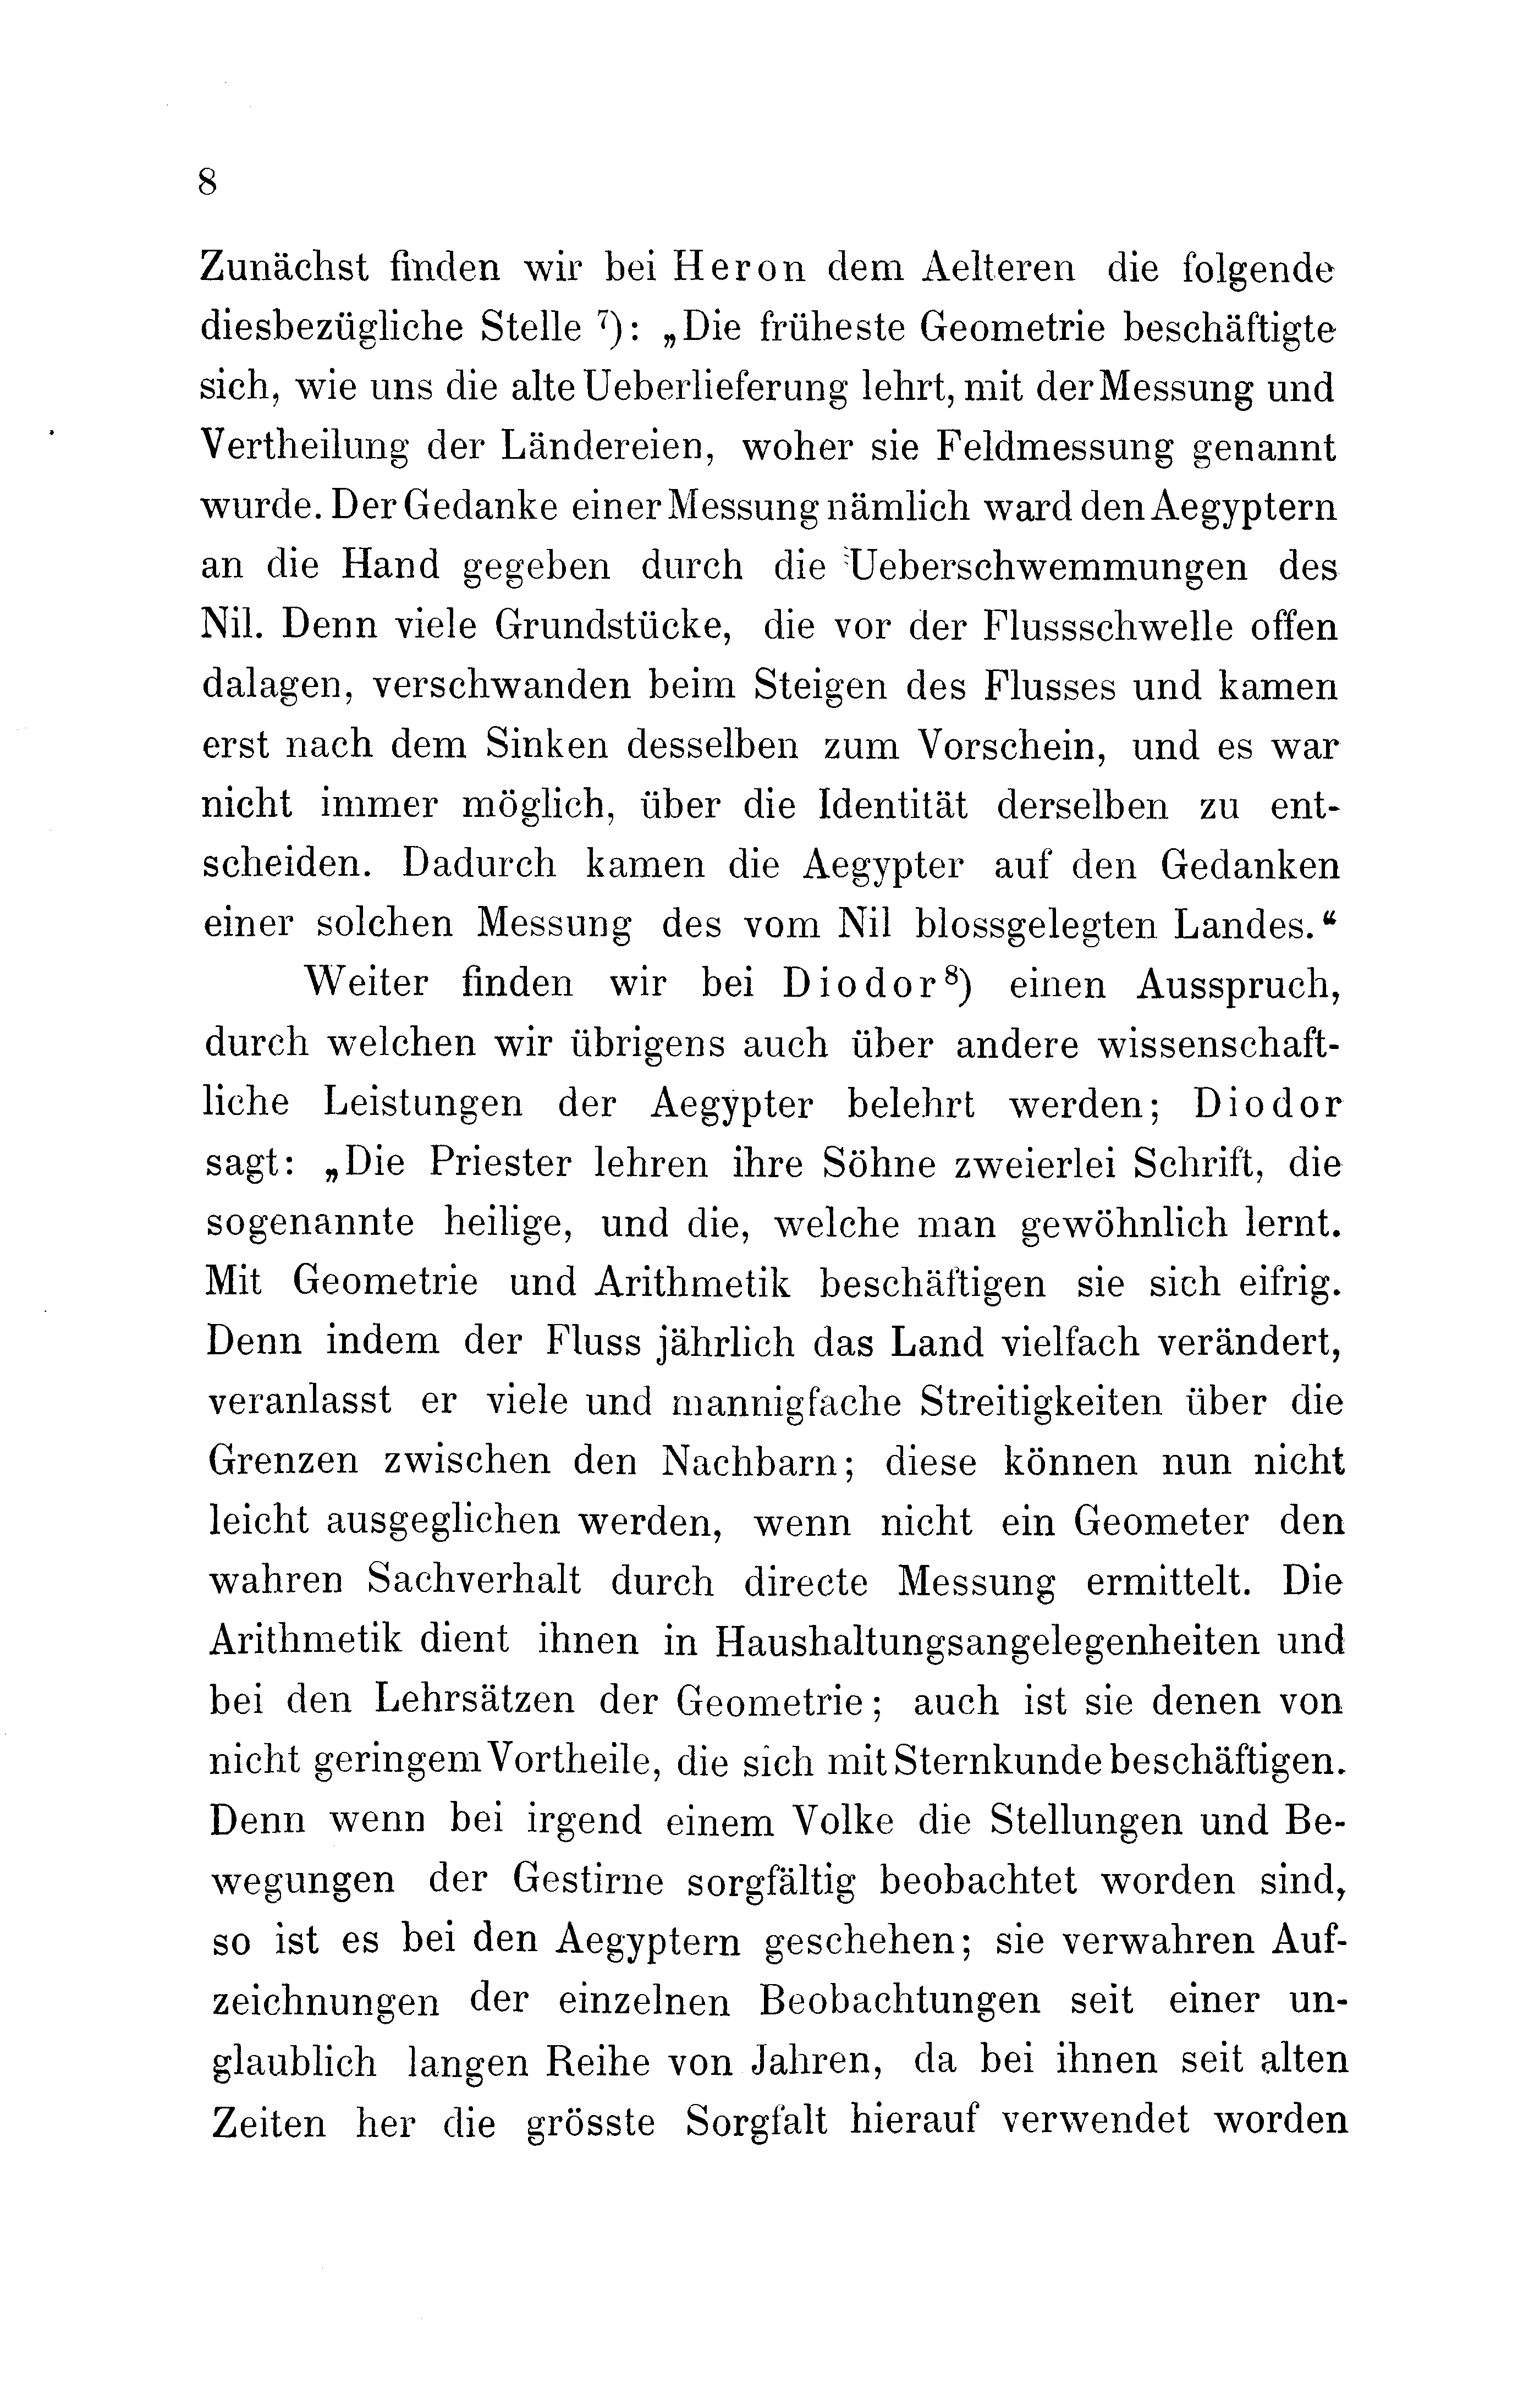 8
Zunächst finden wir bei Heron dem Aelteren die folgende
diesbezügliche Stelle ⁷): „Die früheste Geometrie beschäftigte
sich, wie uns die alte Ueberlieferung lehrt, mit der Messung und
Vertheilung der Ländereien, woher sie Feldmessung genannt
wurde. Der Gedanke einer Messung nämlich ward den Aegyptern
an die Hand gegeben durch die Ueberschwemmungen des
Nil. Denn viele Grundstücke, die vor der Flussschwelle offen
dalagen, verschwanden beim Steigen des Flusses und kamen
erst nach dem Sinken desselben zum Vorschein, und es war
nicht immer möglich, über die Identität derselben zu ent-
scheiden. Dadurch kamen die Aegypter auf den Gedanken
einer solchen Messung des vom Nil blossgelegten Landes.“
Weiter finden wir bei Diodor⁸) einen Ausspruch,
durch welchen wir übrigens auch über andere wissenschaft-
liche Leistungen der Aegypter belehrt werden; Diodor
sagt: „Die Priester lehren ihre Söhne zweierlei Schrift, die
sogenannte heilige, und die, welche man gewöhnlich lernt.
Mit Geometrie und Arithmetik beschäftigen sie sich eifrig.
Denn indem der Fluss jährlich das Land vielfach verändert,
veranlasst er viele und mannigfache Streitigkeiten über die
Grenzen zwischen den Nachbarn; diese können nun nicht
leicht ausgeglichen werden, wenn nicht ein Geometer den
wahren Sachverhalt durch directe Messung ermittelt. Die
Arithmetik dient ihnen in Haushaltungsangelegenheiten und
bei den Lehrsätzen der Geometrie; auch ist sie denen von
nicht geringem Vortheile, die sich mit Sternkunde beschäftigen.
Denn wenn bei irgend einem Volke die Stellungen und Be-
wegungen der Gestirne sorgfältig beobachtet worden sind,
so ist es bei den Aegyptern geschehen; sie verwahren Auf-
zeichnungen der einzelnen Beobachtungen seit einer un-
glaublich langen Reihe von Jahren, da bei ihnen seit alten
Zeiten her die grösste Sorgfalt hierauf verwendet worden